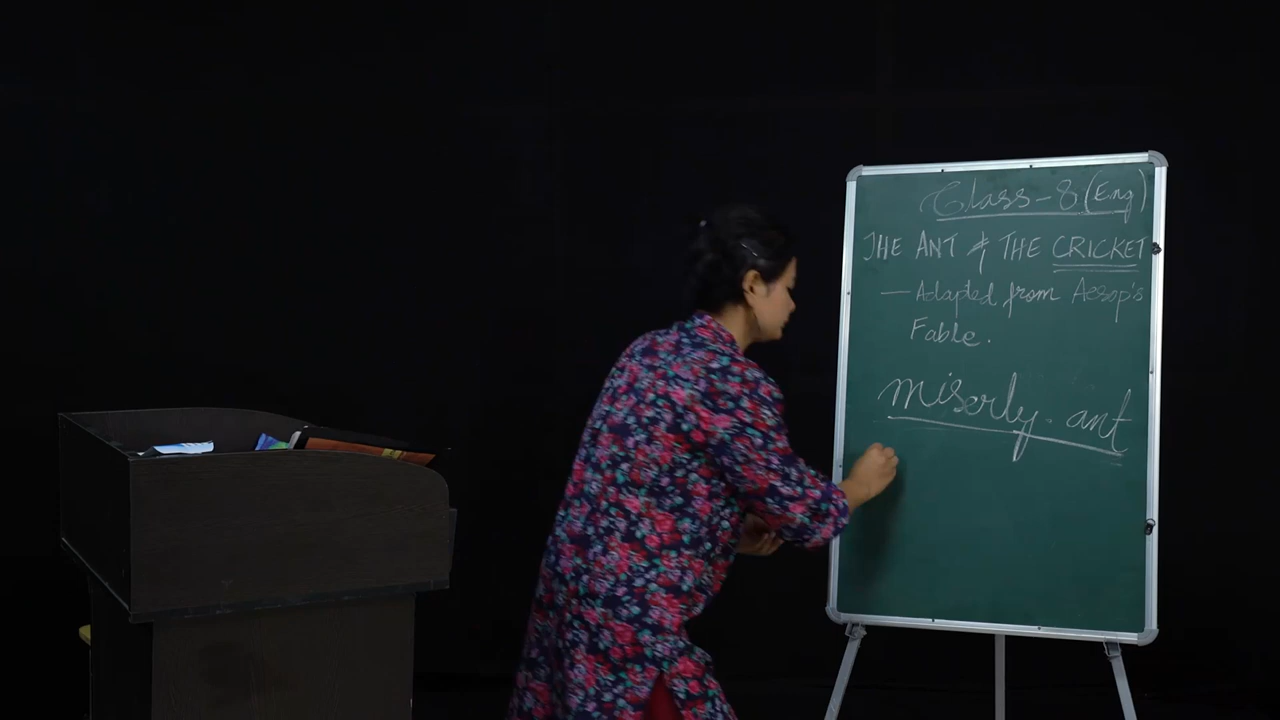 Class-8 (Eng)
THE ANT & THE CRICKET
— Adapted from Aesop's
Fable.
miserly. ant